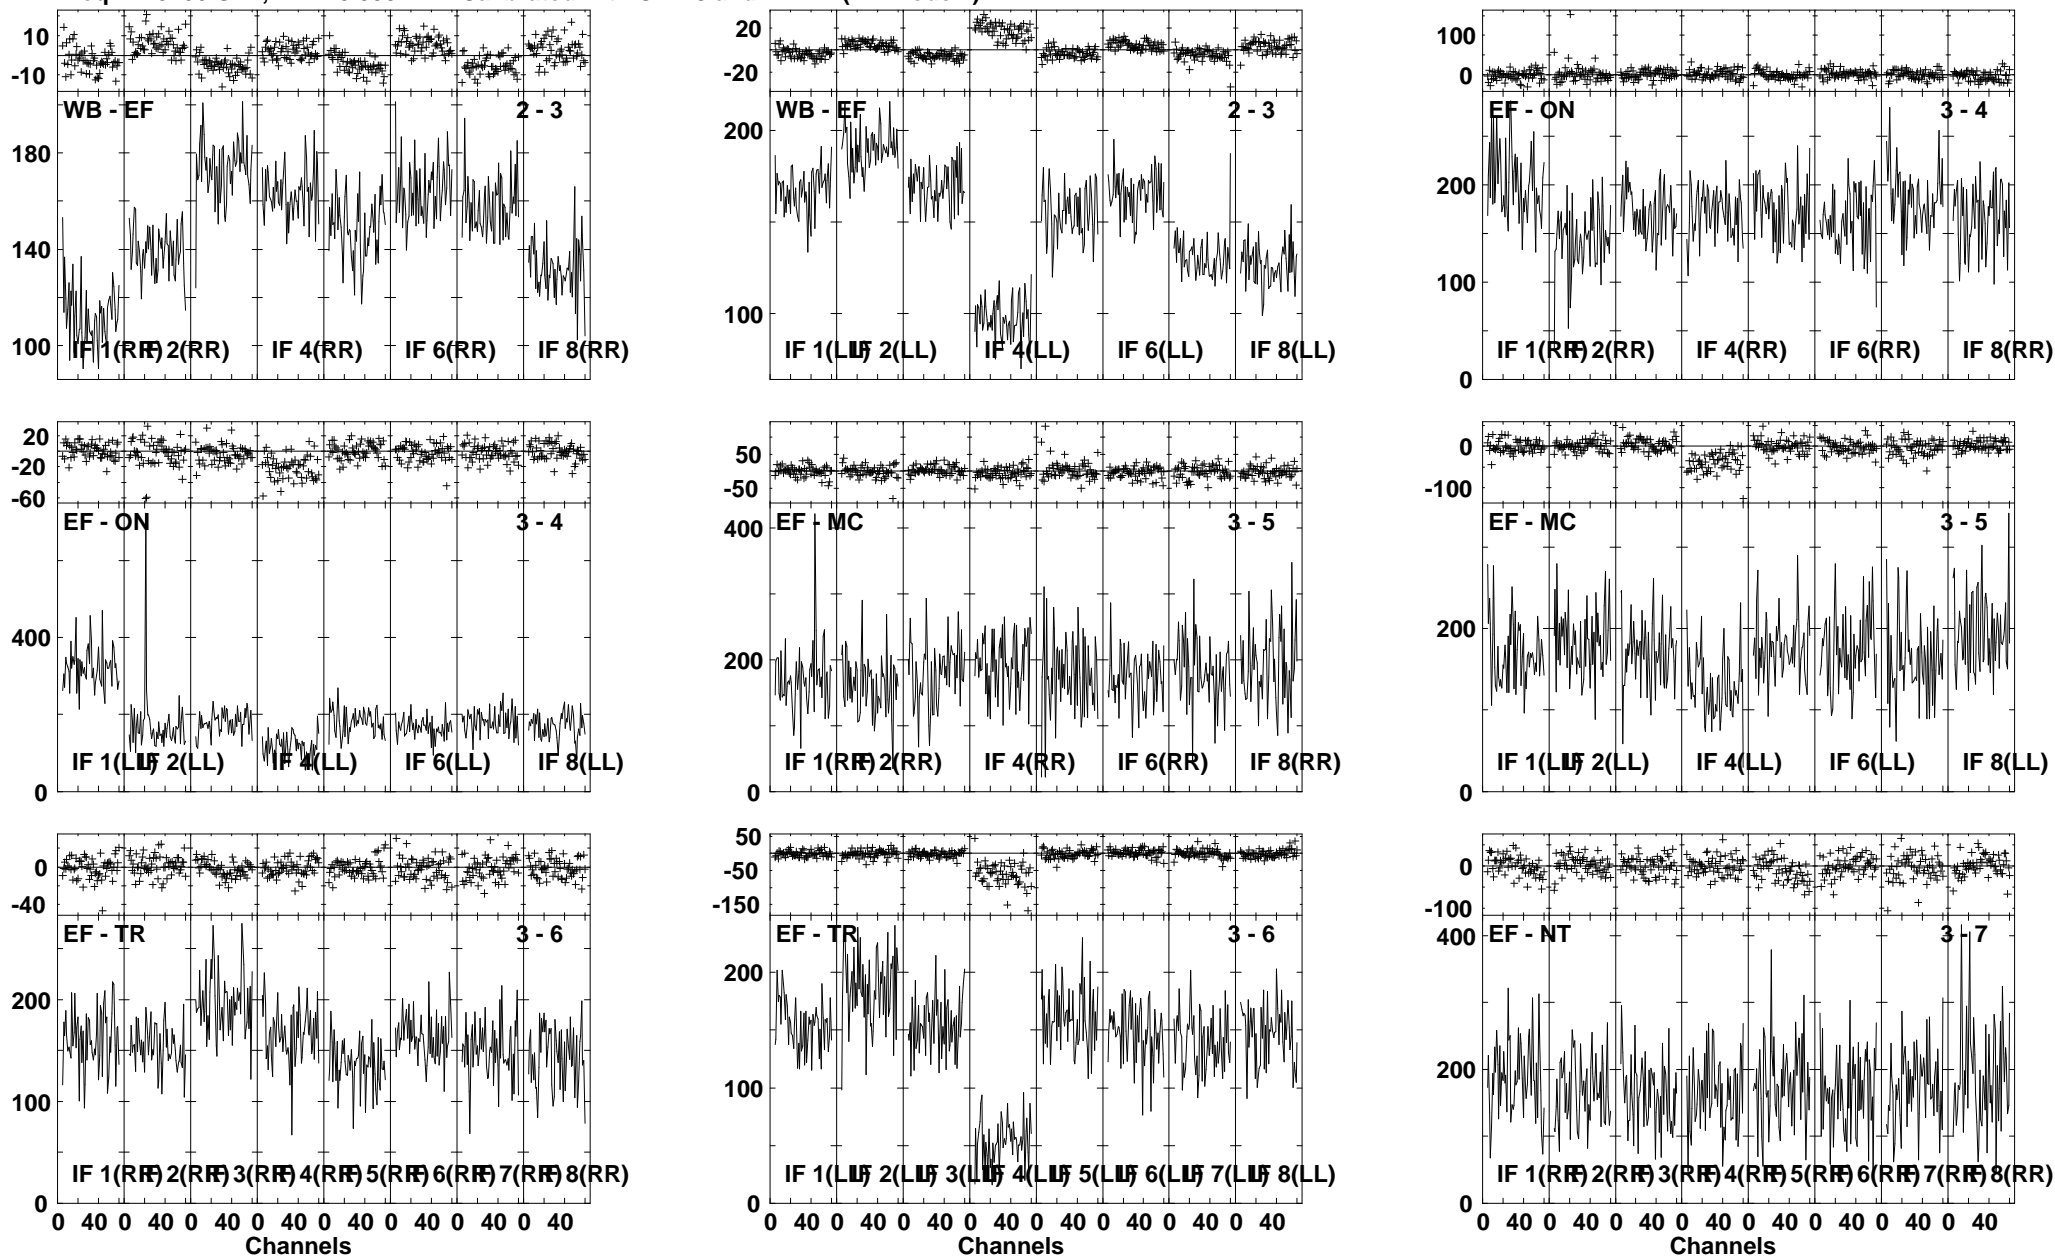 10
-10
WB - EF 2 - 3
180
140
100
IF 1(RR) IF 2(RR) IF 4(RR) IF 6(RR) IF 8(RR)
20
-20
WB - EF 2 - 3
200
100
IF 1(LL) IF 2(LL) IF 4(LL) IF 6(LL) IF 8(LL)
100
0
EF - ON 3 - 4
200
100
0
IF 1(RR) IF 2(RR) IF 4(RR) IF 6(RR) IF 8(RR)
20
-20
-60
EF - ON 3 - 4
400
0
IF 1(LL) IF 2(LL) IF 4(LL) IF 6(LL) IF 8(LL)
50
-50
EF - MC 3 - 5
400
200
0
IF 1(RR) IF 2(RR) IF 4(RR) IF 6(RR) IF 8(RR)
0
-100
EF - MC 3 - 5
200
0
IF 1(LL) IF 2(LL) IF 4(LL) IF 6(LL) IF 8(LL)
0
-40
EF - TR 3 - 6
200
100
0
IF 1(RR) IF 2(RR) IF 3(RR) IF 4(RR) IF 5(RR) IF 6(RR) IF 7(RR) IF 8(RR)
0 40 0 40 0 40 0 40 0 40 0 40 0 40 0 40
Channels
50
-50
-150
EF - TR 3 - 6
200
100
0
IF 1(LL) IF 2(LL) IF 3(LL) IF 4(LL) IF 5(LL) IF 6(LL) IF 7(LL) IF 8(LL)
0 40 0 40 0 40 0 40 0 40 0 40 0 40 0 40
Channels
0
-100
EF - NT 3 - 7
400
200
0
IF 1(RR) IF 2(RR) IF 3(RR) IF 4(RR) IF 5(RR) IF 6(RR) IF 7(RR) IF 8(RR)
0 40 0 40 0 40 0 40 0 40 0 40 0 40 0 40
Channels